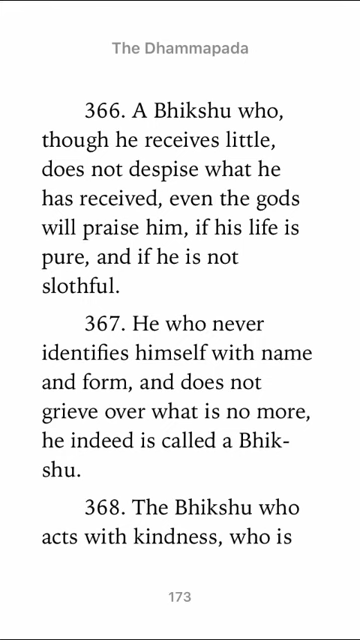 The Dhammapada
366. A Bhikshu who,
though he receives little,
does not despise what he
has received, even the gods
will praise him, if his life is
pure, and if he is not
slothful.
367. He who never
identifies himself with name
and form, and does not
grieve over what is no more,
he indeed is called a Bhik-
shu.
368. The Bhikshu who
acts with kindness, who is
173